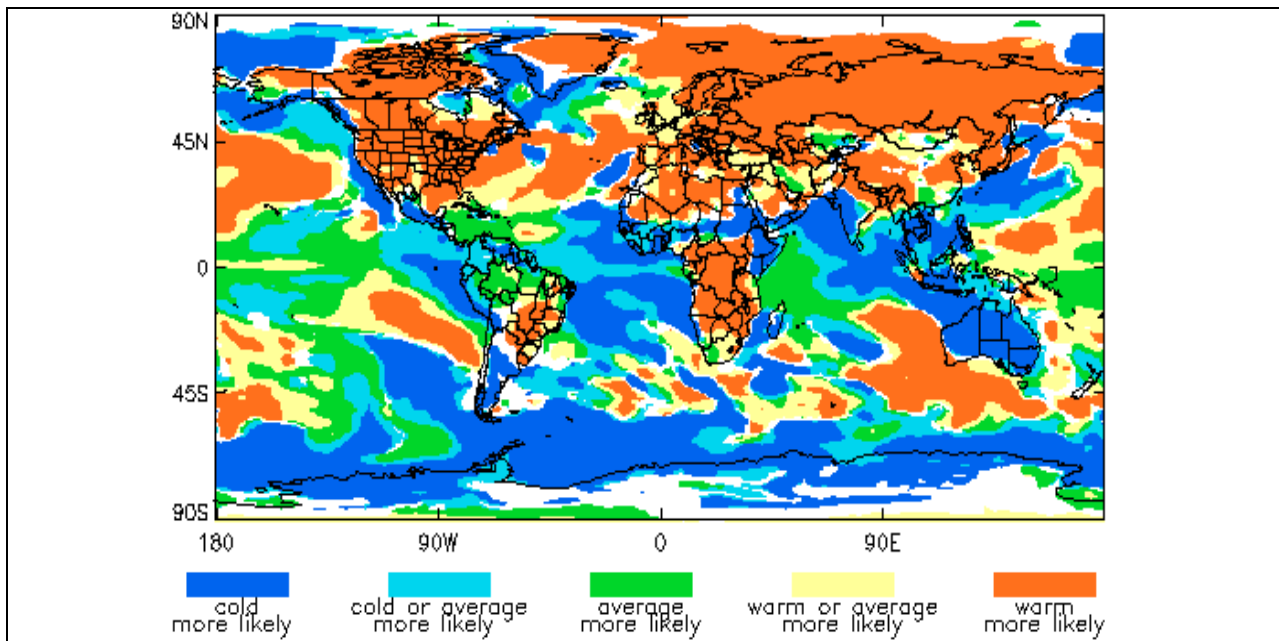 90N
45N
0
45S
90S
180
90W
0
90E
cold
more likely
cold or average
more likely
average
more likely
warm or average
more likely
warm
more likely